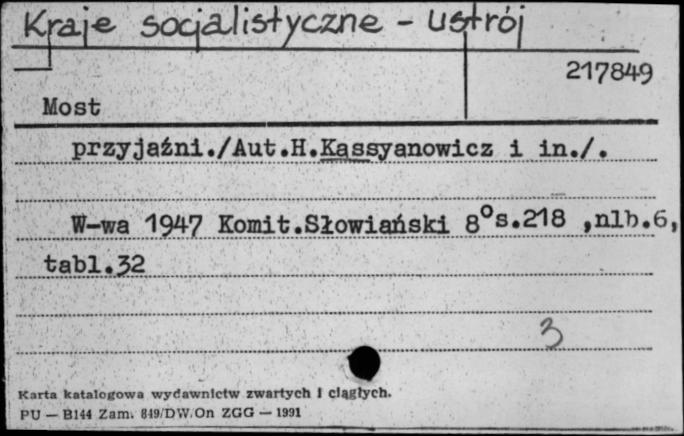 Kraje socjalistyczne - ustrój
217849
Most
przyjaźni./Aut.H.Kassyanowicz i in./.
W-wa 1947 Komit.Słowiański 8°s.218 ,nlb.6,
tabl.32
3
Karta katalogowa wydawnictw zwartych i ciągłych.
PU — B144 Zam. 849/DW.On ZGG — 1991